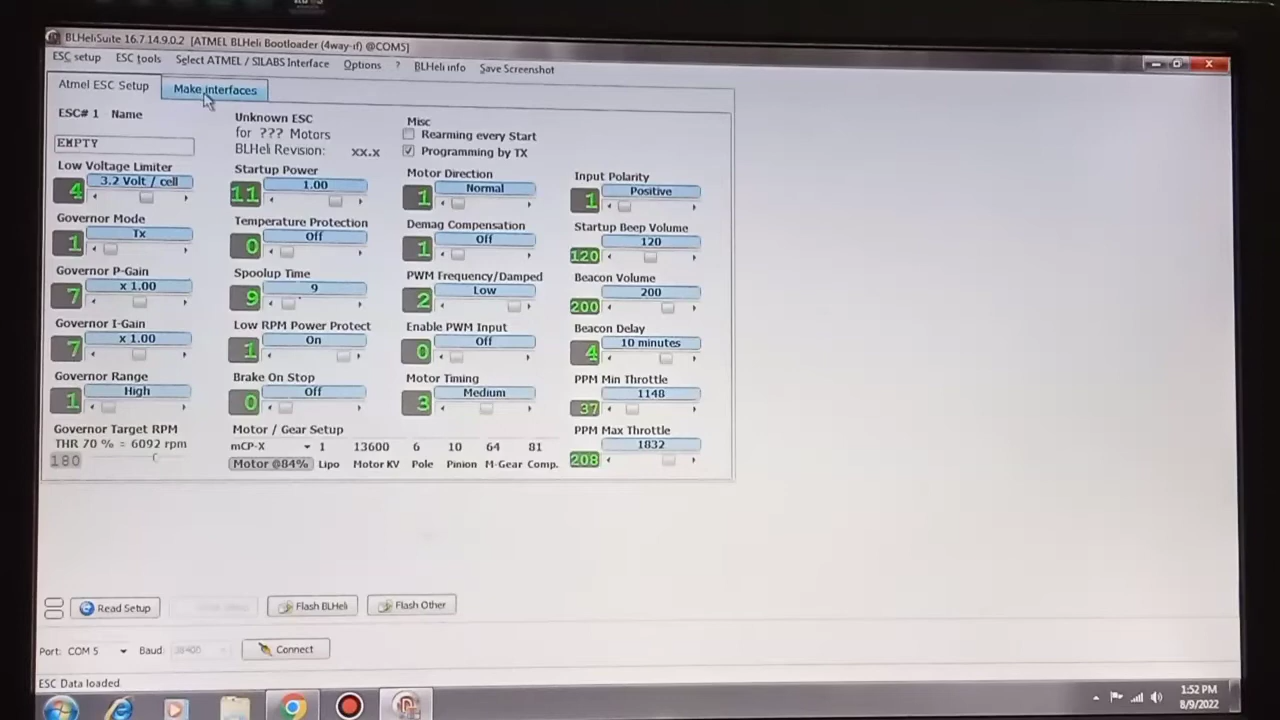 BLHeliSuite 16.7.14.9.0.2 [ATMEL BLHeli Bootloader (4way-if) @COM5]
ESC setup ESC tools Select ATMEL / SILABS Interface Options ? BLHeli info Save Screenshot
Atmel ESC Setup Make interfaces
ESC# 1 Name
EMPTY
Unknown ESC
for ??? Motors
BLHeli Revision: xx.x
Misc
Rearming every Start
Programming by TX
Low Voltage Limiter
4 3.2 Volt / cell
Governor Mode
1 Tx
Governor P-Gain
7 x 1.00
Governor I-Gain
7 x 1.00
Governor Range
1 High
Governor Target RPM
THR 70 % = 6092 rpm
180
Startup Power
11 1.00
Temperature Protection
0 Off
Spoolup Time
9 9
Low RPM Power Protect
1 On
Brake On Stop
0 Off
Motor / Gear Setup
mCP-X 1 13600 6 10 64 81
Motor @84% Lipo Motor KV Pole Pinion M-Gear Comp.
Motor Direction
1 Normal
Demag Compensation
1 Off
PWM Frequency/Damped
2 Low
Enable PWM Input
0 Off
Motor Timing
3 Medium
Input Polarity
1 Positive
Startup Beep Volume
120 120
Beacon Volume
200 200
Beacon Delay
4 10 minutes
PPM Min Throttle
37 1148
PPM Max Throttle
208 1832
Read Setup Flash BLHeli Flash Other
Port: COM 5 Baud: 38400 Connect
ESC Data loaded
1:52 PM
8/9/2022